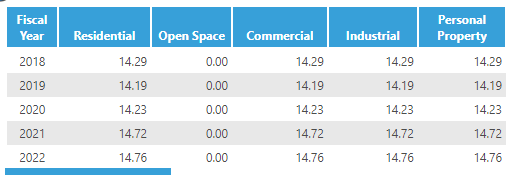 Fiscal Year Residential Open Space Commercial Industrial Personal Property
2018 14.29 0.00 14.29 14.29 14.29
2019 14.19 0.00 14.19 14.19 14.19
2020 14.23 0.00 14.23 14.23 14.23
2021 14.72 0.00 14.72 14.72 14.72
2022 14.76 0.00 14.76 14.76 14.76